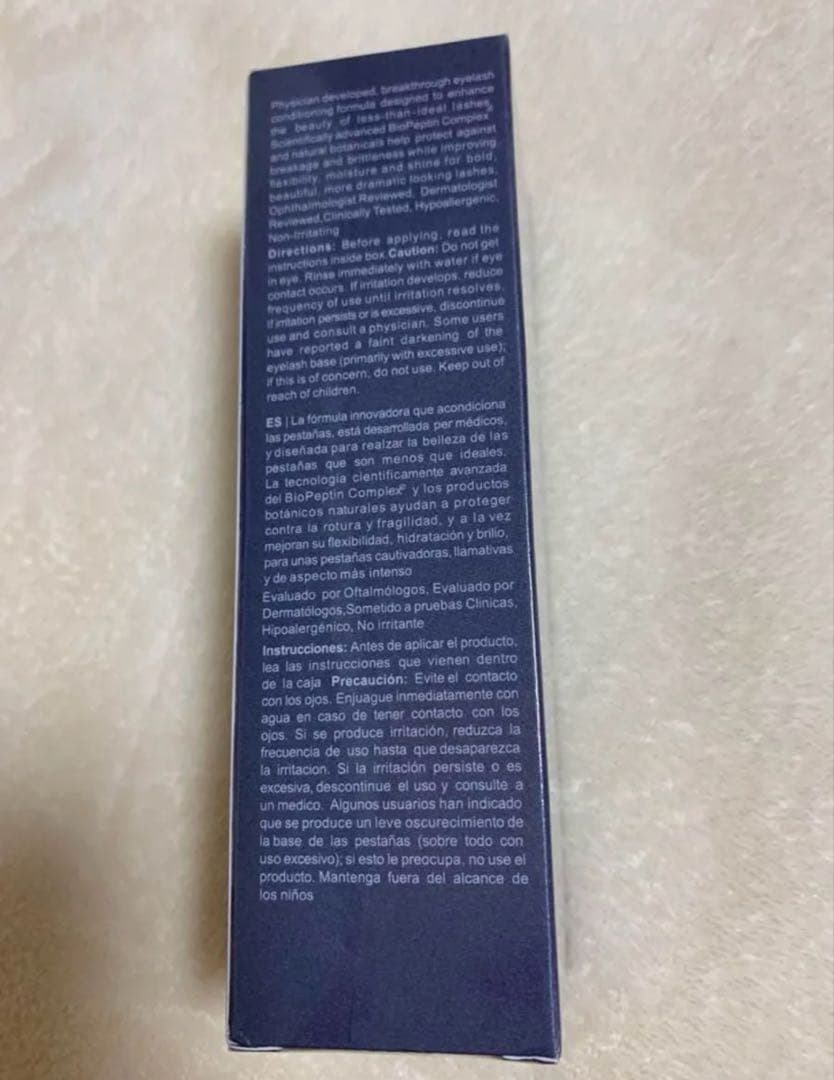 Physician developed, breakthrough eyelash
conditioning formula designed to enhance
the beauty of less-than-ideal lashes.
Scientifically advanced BioPeptin Complex®
and natural botanicals help protect against
breakage and brittleness while improving
flexibility, moisture and shine for bold,
beautiful, more dramatic looking lashes.
Ophthalmologist Reviewed, Dermatologist
Reviewed,Clinically Tested, Hypoallergenic,
Non-Irritating
Directions: Before applying, read the
instructions inside box.Caution: Do not get
in eye. Rinse immediately with water if eye
contact occurs. If irritation develops, reduce
frequency of use until irritation resolves.
If irritation persists or is excessive, discontinue
use and consult a physician. Some users
have reported a faint darkening of the
eyelash base (primarily with excessive use);
if this is of concern, do not use. Keep out of
reach of children.
ES | La fórmula innovadora que acondiciona
las pestañas, está desarrollada per médicos,
y diseñada para realzar la belleza de las
pestañas que son menos que ideales.
La tecnologia cientificamente avanzada
del BioPeptin Complex® y los productos
botánicos naturales ayudan a proteger
contra la rotura y fragilidad, y a la vez
mejoran su flexibilidad, hidratación y brilio,
para unas pestañas cautivadoras, llamativas
y de aspecto más intenso
Evaluado por Oftalmólogos, Evaluado por
Dermatólogos,Sometido a pruebas Clinicas,
Hipoalergénico, No irritante
Instrucciones: Antes de aplicar el producto,
lea las instrucciones que vienen dentro
de la caja Precaución: Evite el contacto
con los ojos. Enjuague inmediatamente con
agua en caso de tener contacto con los
ojos. Si se produce irritación, reduzca la
frecuencia de uso hasta que desaparezca
la irritacion. Si la irritación persiste o es
excesiva, descontinue el uso y consulte a
un medico. Algunos usuarios han indicado
que se produce un leve oscurecimiento de
la base de las pestañas (sobre todo con
uso excesivo); si esto le preocupa, no use el
producto. Mantenga fuera del alcance de
los niños